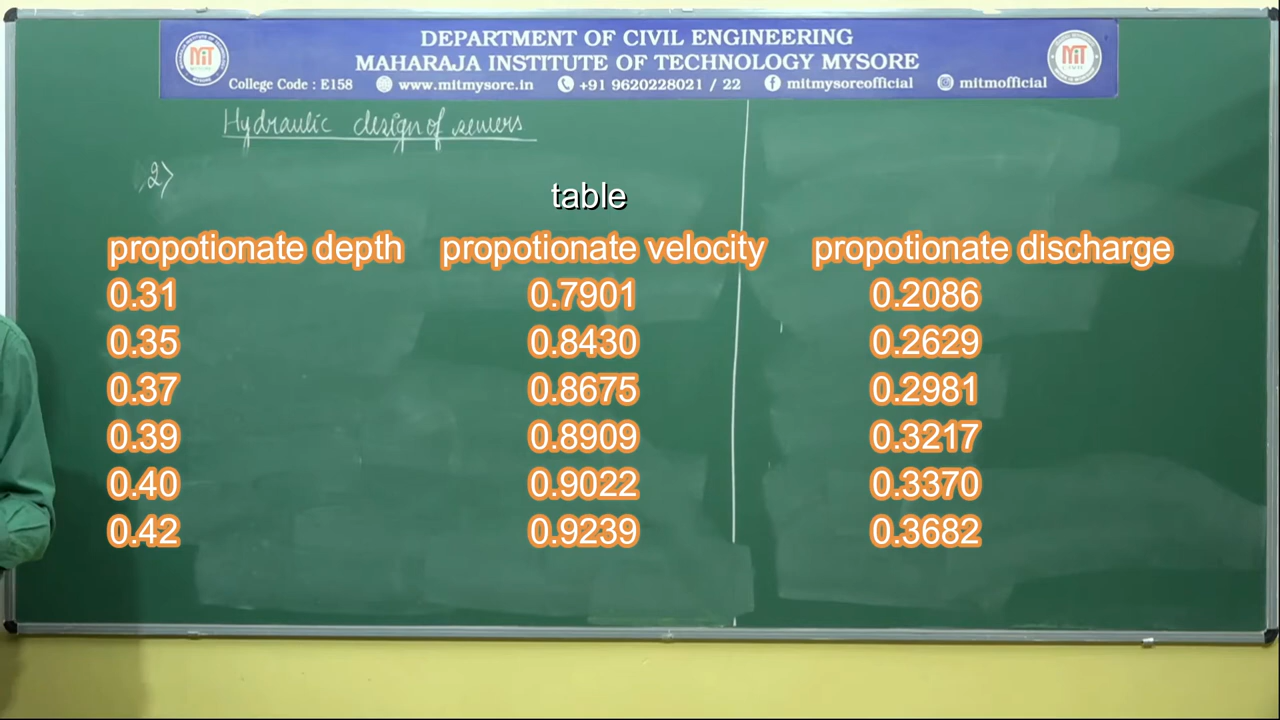 DEPARTMENT OF CIVIL ENGINEERING
MAHARAJA INSTITUTE OF TECHNOLOGY MYSORE
College Code : E158 www.mitmysore.in +91 9620228021 / 22 mitmysoreofficial mitmofficial
MiT
MiT
Hydraulic design of sewers
2)
table
propotionate depth propotionate velocity propotionate discharge
0.31 0.7901 0.2086
0.35 0.8430 0.2629
0.37 0.8675 0.2981
0.39 0.8909 0.3217
0.40 0.9022 0.3370
0.42 0.9239 0.3682